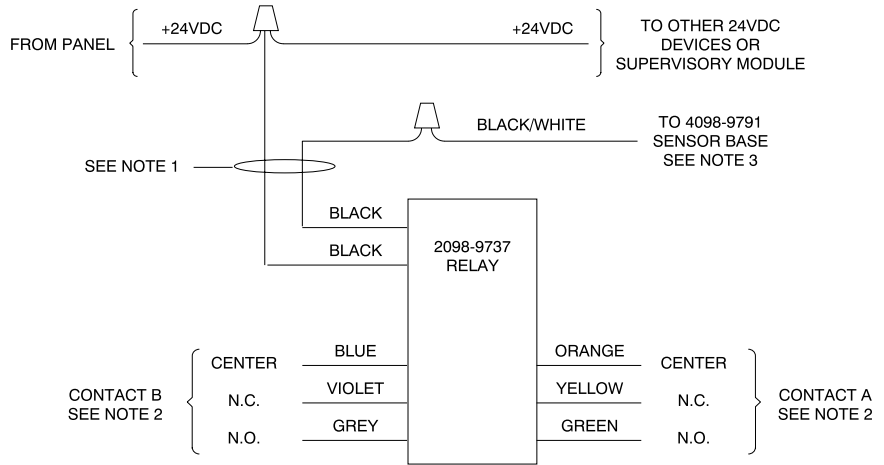 +24VDC
+24VDC
FROM PANEL
TO OTHER 24VDC
DEVICES OR
SUPERVISORY MODULE
BLACK/WHITE
TO 4098-9791
SENSOR BASE
SEE NOTE 3
SEE NOTE 1
BLACK
BLACK
2098-9737
RELAY
CONTACT B
SEE NOTE 2
CENTER
BLUE
N.C.
VIOLET
N.O.
GREY
ORANGE
CENTER
YELLOW
N.C.
GREEN
N.O.
CONTACT A
SEE NOTE 2